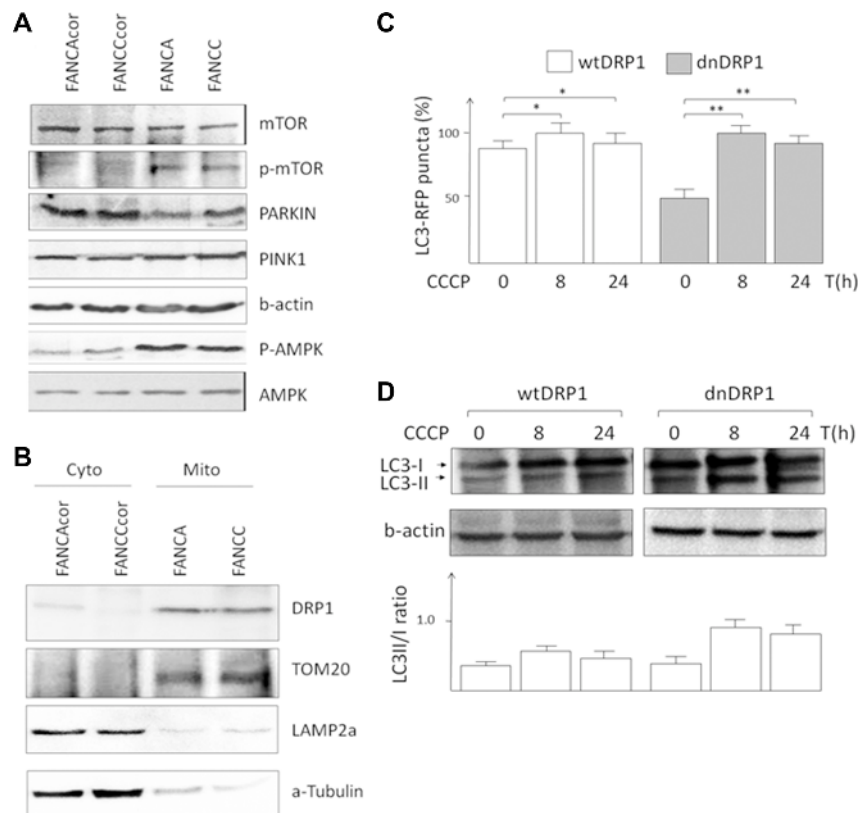 A
FANCAcor
FANCCcor
FANCA
FANCC
mTOR
p-mTOR
PARKIN
PINK1
b-actin
P-AMPK
AMPK
B
Cyto Mito
FANCAcor
FANCCcor
FANCA
FANCC
DRP1
TOM20
LAMP2a
a-Tubulin
C
wtDRP1 dnDRP1
LC3-RFP puncta (%)
100
50
* * ** **
CCCP 0 8 24 0 8 24 T(h)
D
wtDRP1 dnDRP1
CCCP 0 8 24 0 8 24 T(h)
LC3-I
LC3-II
b-actin
LC3II/I ratio
1.0